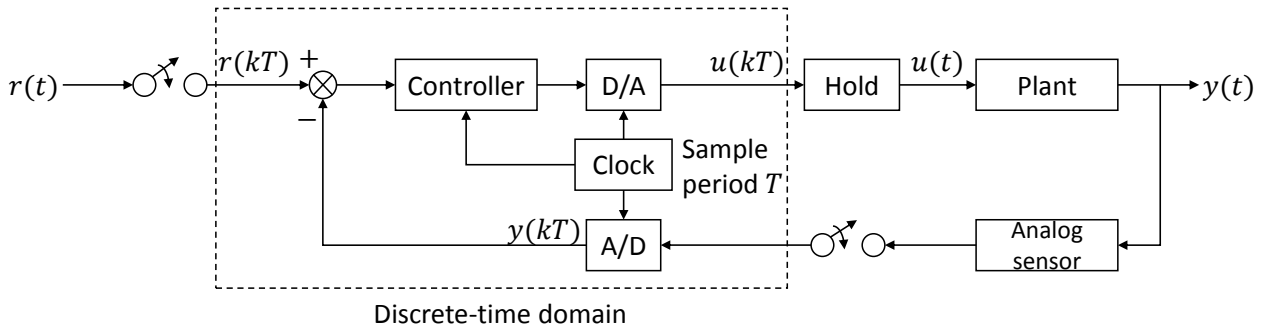 r(t)
r(kT)
+
−
Controller
D/A
u(kT)
Hold
u(t)
Plant
y(t)
Clock
Sample
period T
y(kT)
A/D
Analog
sensor
Discrete-time domain